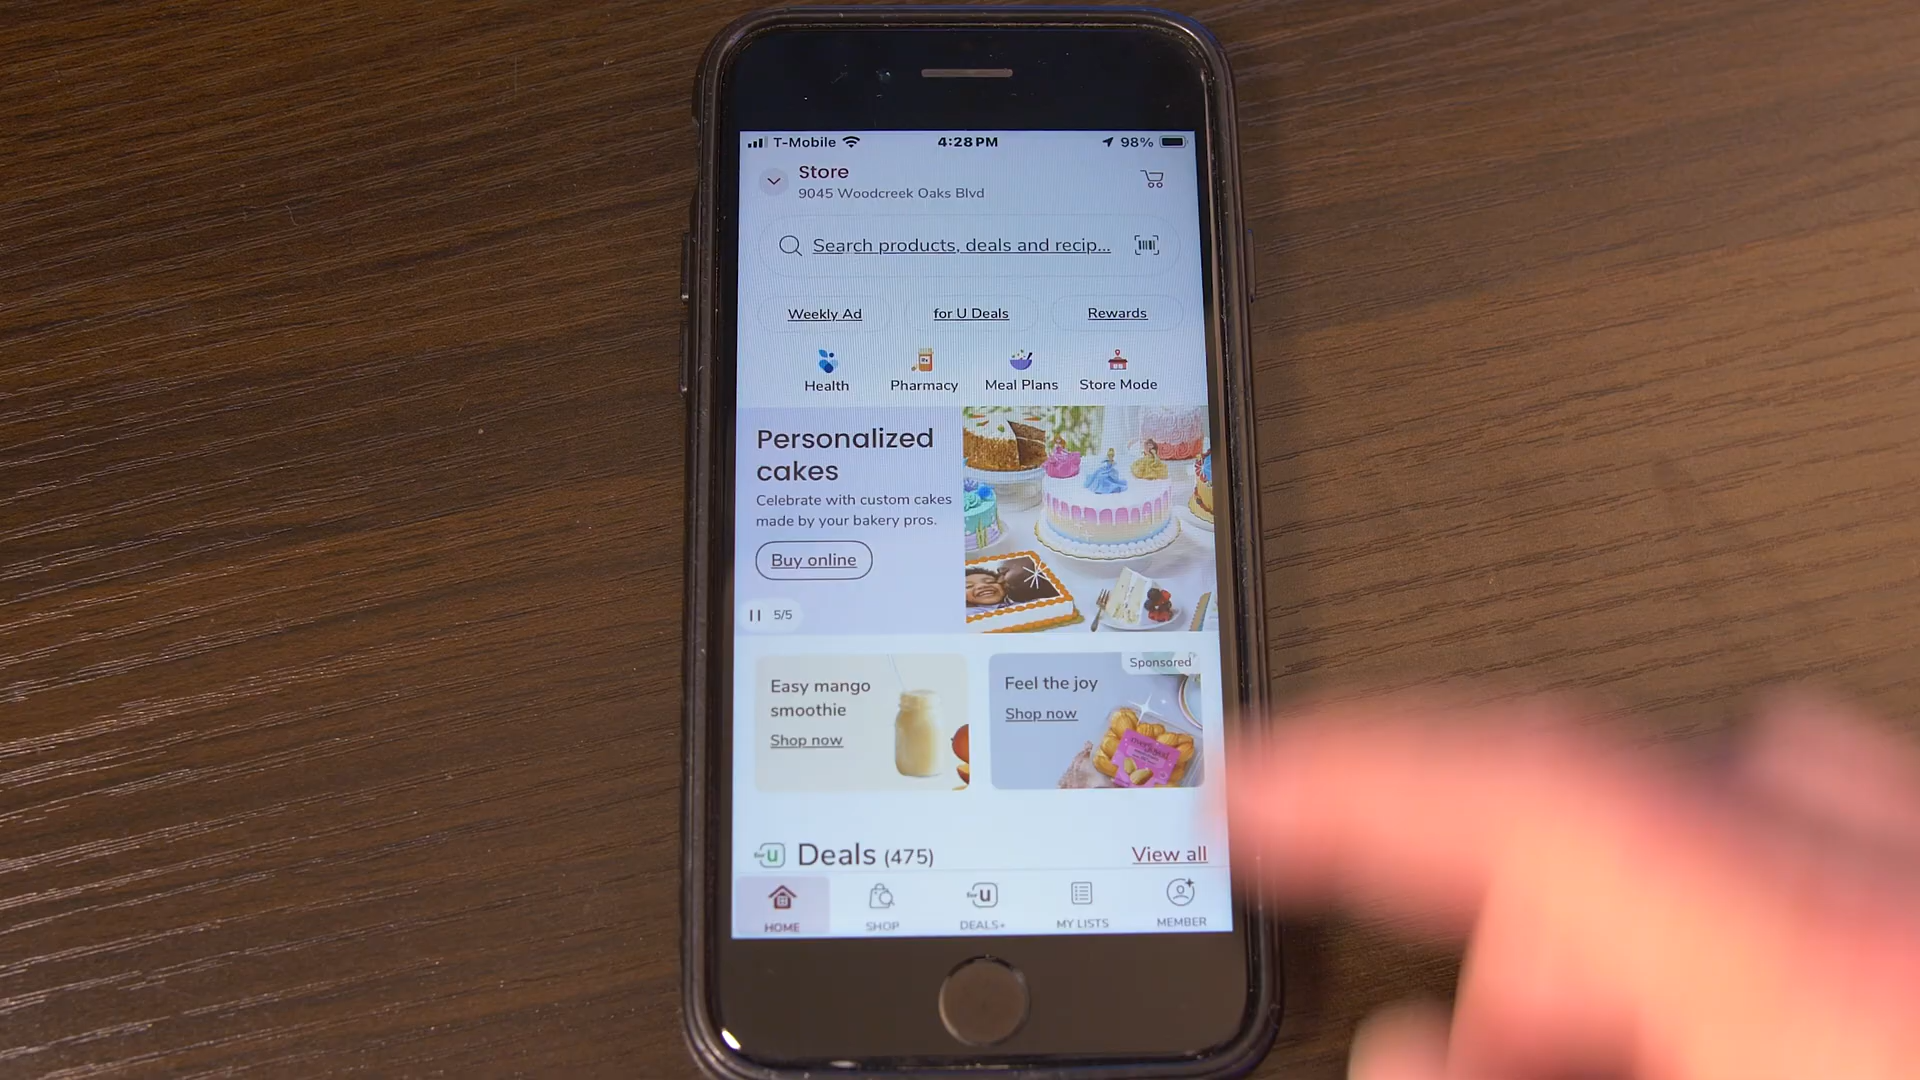 T-Mobile 4:28 PM 98%
Store
9045 Woodcreek Oaks Blvd
Search products, deals and recip...
Weekly Ad for U Deals Rewards
Health Pharmacy Meal Plans Store Mode
Personalized
cakes
Celebrate with custom cakes
made by your bakery pros.
Buy online
5/5
Sponsored
Easy mango
smoothie
Shop now
Feel the joy
Shop now
U Deals (475) View all
U
HOME SHOP DEALS+ MY LISTS MEMBER